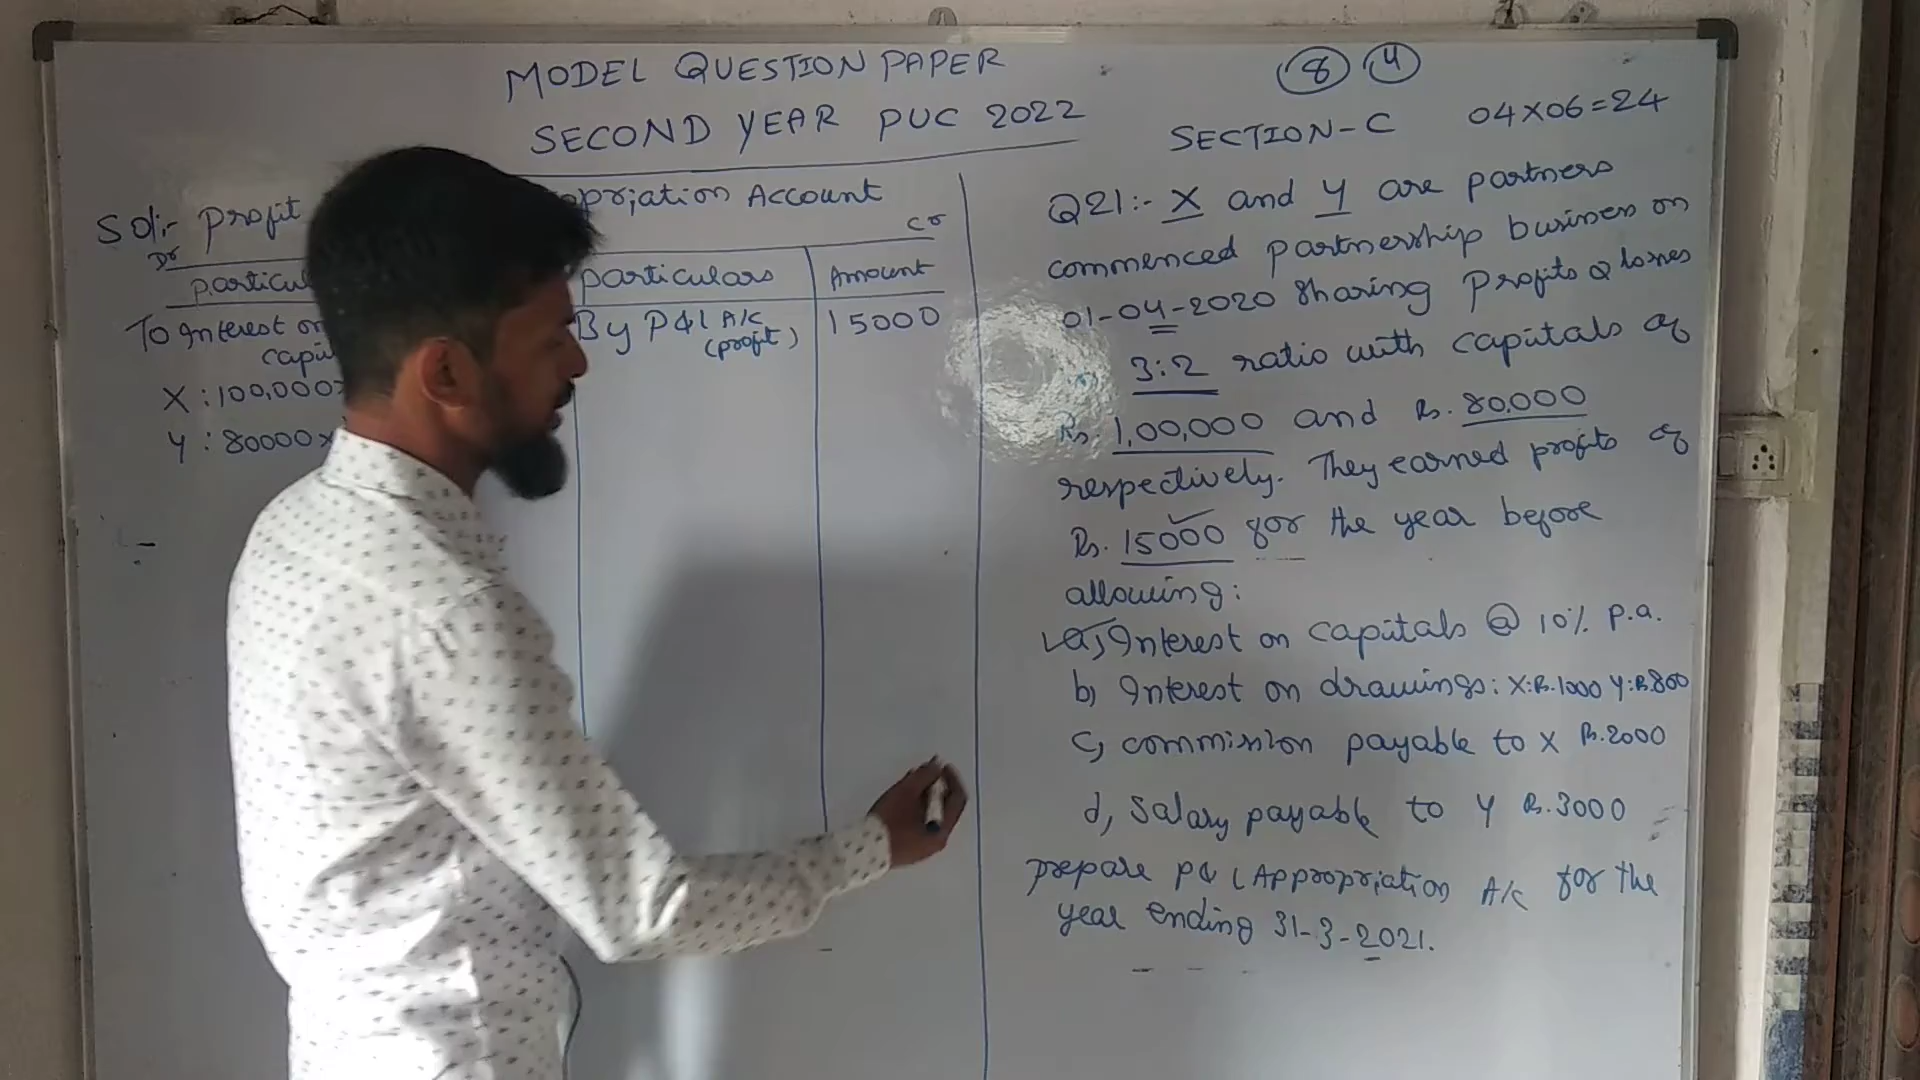 MODEL QUESTION PAPER
SECOND YEAR PUC 2022
Sol:- Profit
Appropriation Account
Dr
Cr
Particulars
Amount
To Interest on
X : 100,000x
Y : 80000x
By P&L A/c
(profit)
15000
8 4
SECTION-C 04X06=24
Q21:- X and Y are partners
commenced partnership business on
01-04-2020 sharing profits & losses
3:2 ratio with capitals of
Rs. 1,00,000 and Rs. 80,000
respectively. They earned profits of
Rs. 15000 for the year before
allowing:
a, Interest on capitals @ 10% p.a.
b, Interest on drawings: X:Rs.1000 Y:Rs.800
c, commission payable to X Rs.2000
d, Salary payable to Y Rs.3000
prepare P&L Appropriation A/c for the
year ending 31-3-2021.